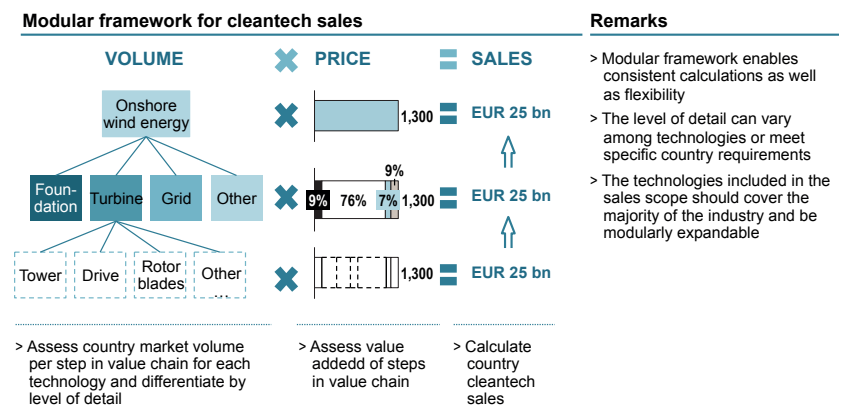 Modular framework for cleantech sales
VOLUME
PRICE
SALES
Onshore
wind energy
1,300
EUR 25 bn
Foun-
dation
Turbine
Grid
Other
9%
9%
76%
7%
1,300
EUR 25 bn
Tower
Drive
Rotor
blades
Other
...
1,300
EUR 25 bn
> Assess country market volume
per step in value chain for each
technology and differentiate by
level of detail
> Assess value
addedd of steps
in value chain
> Calculate
country
cleantech
sales
Remarks
> Modular framework enables
consistent calculations as well
as flexibility
> The level of detail can vary
among technologies or meet
specific country requirements
> The technologies included in the
sales scope should cover the
majority of the industry and be
modularly expandable